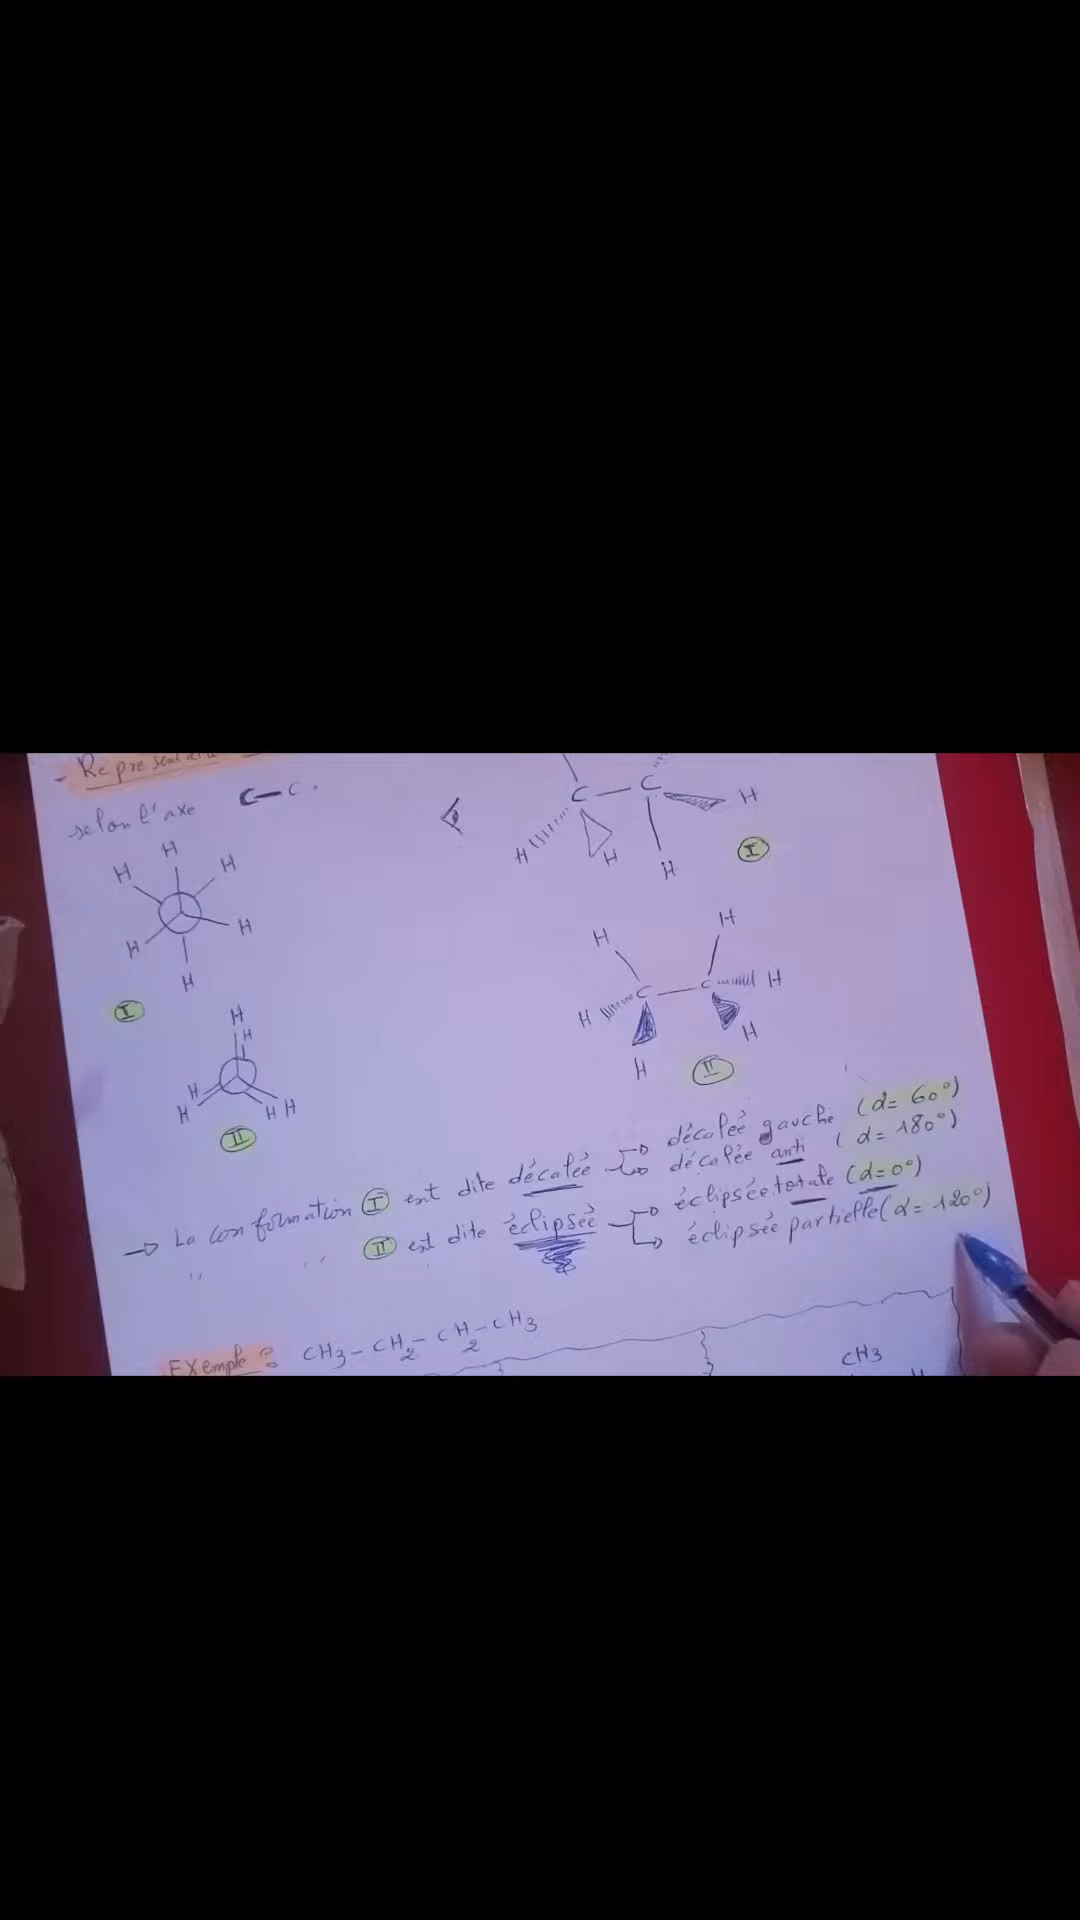 - Représentati
selon l'axe C-C.
C - C
H
H
H
H
I
H H H
H H
H
I
H H
C - C
H H
H H
II
H
H
H
H
H H
II
→ La conformation I est dite décalée → décalée gauche (α= 60°)
→ décalée anti (α= 180°)
" " II est dite éclipsée → éclipsée totale (α=0°)
→ éclipsée partielle (α= 120°)
Exemple : CH3 - CH2 - CH2 - CH3
CH3